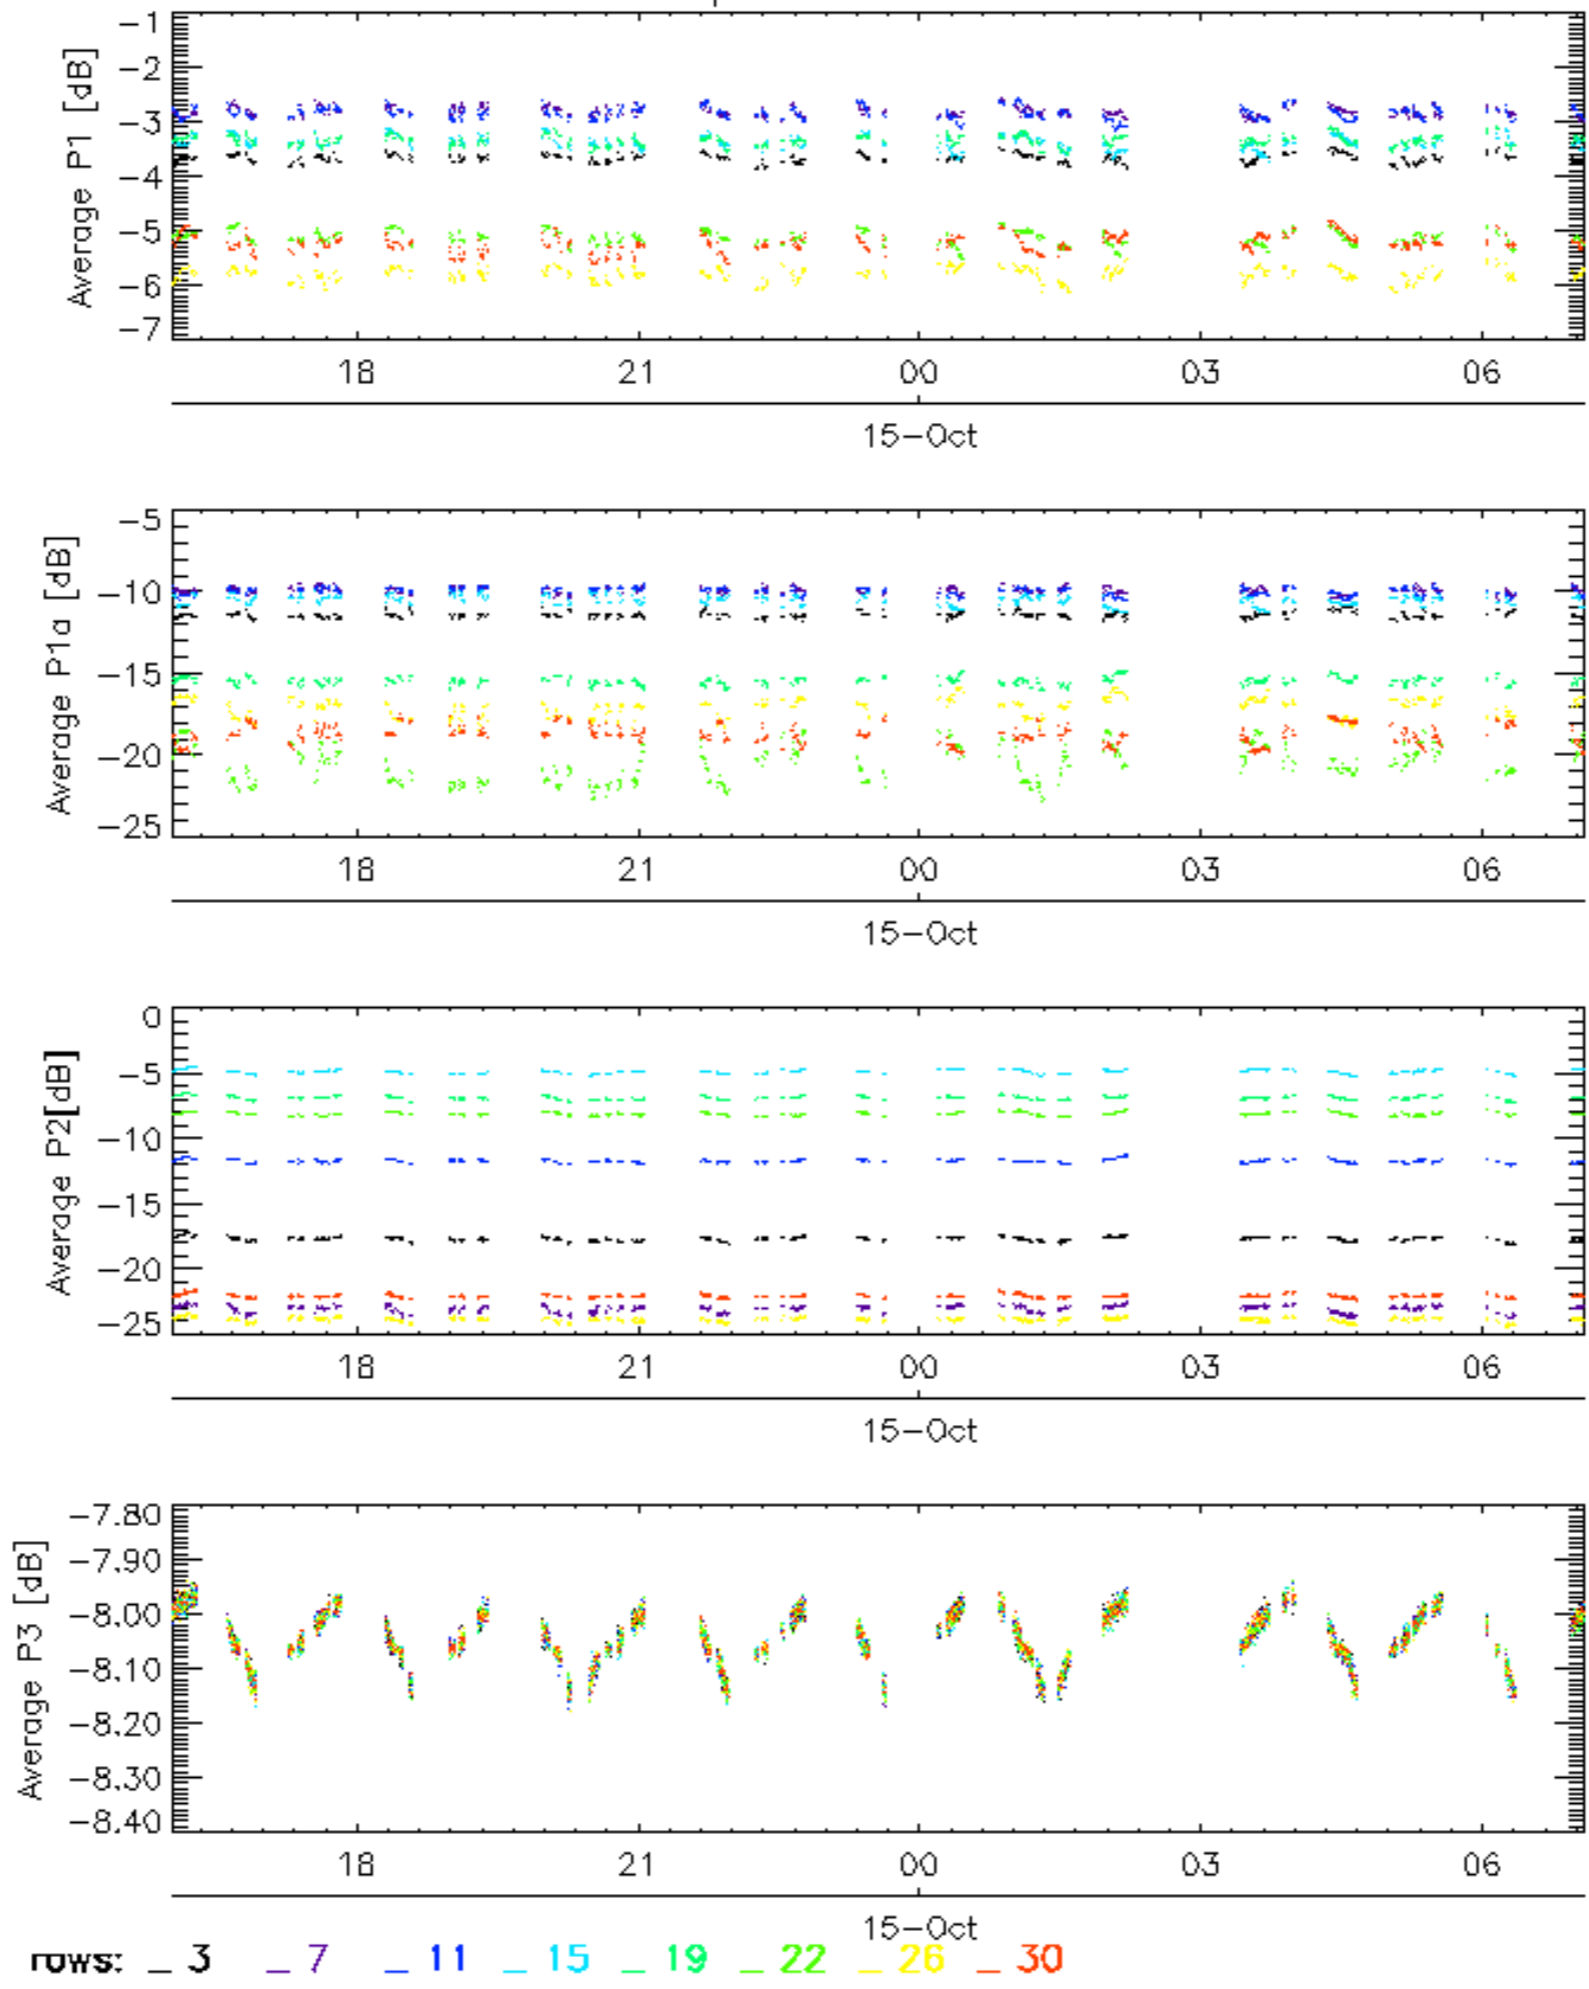 -1
-2
-3
-4
-5
-6
-7
Average P1 [dB]
18 21 00 03 06
15-Oct
-5
-10
-15
-20
-25
Average P1a [dB]
18 21 00 03 06
15-Oct
0
-5
-10
-15
-20
-25
Average P2[dB]
18 21 00 03 06
15-Oct
-7.80
-7.90
-8.00
-8.10
-8.20
-8.30
-8.40
Average P3 [dB]
18 21 00 03 06
15-Oct
rows: _ 3 _ 7 _ 11 _ 15 _ 19 _ 22 _ 26 _ 30